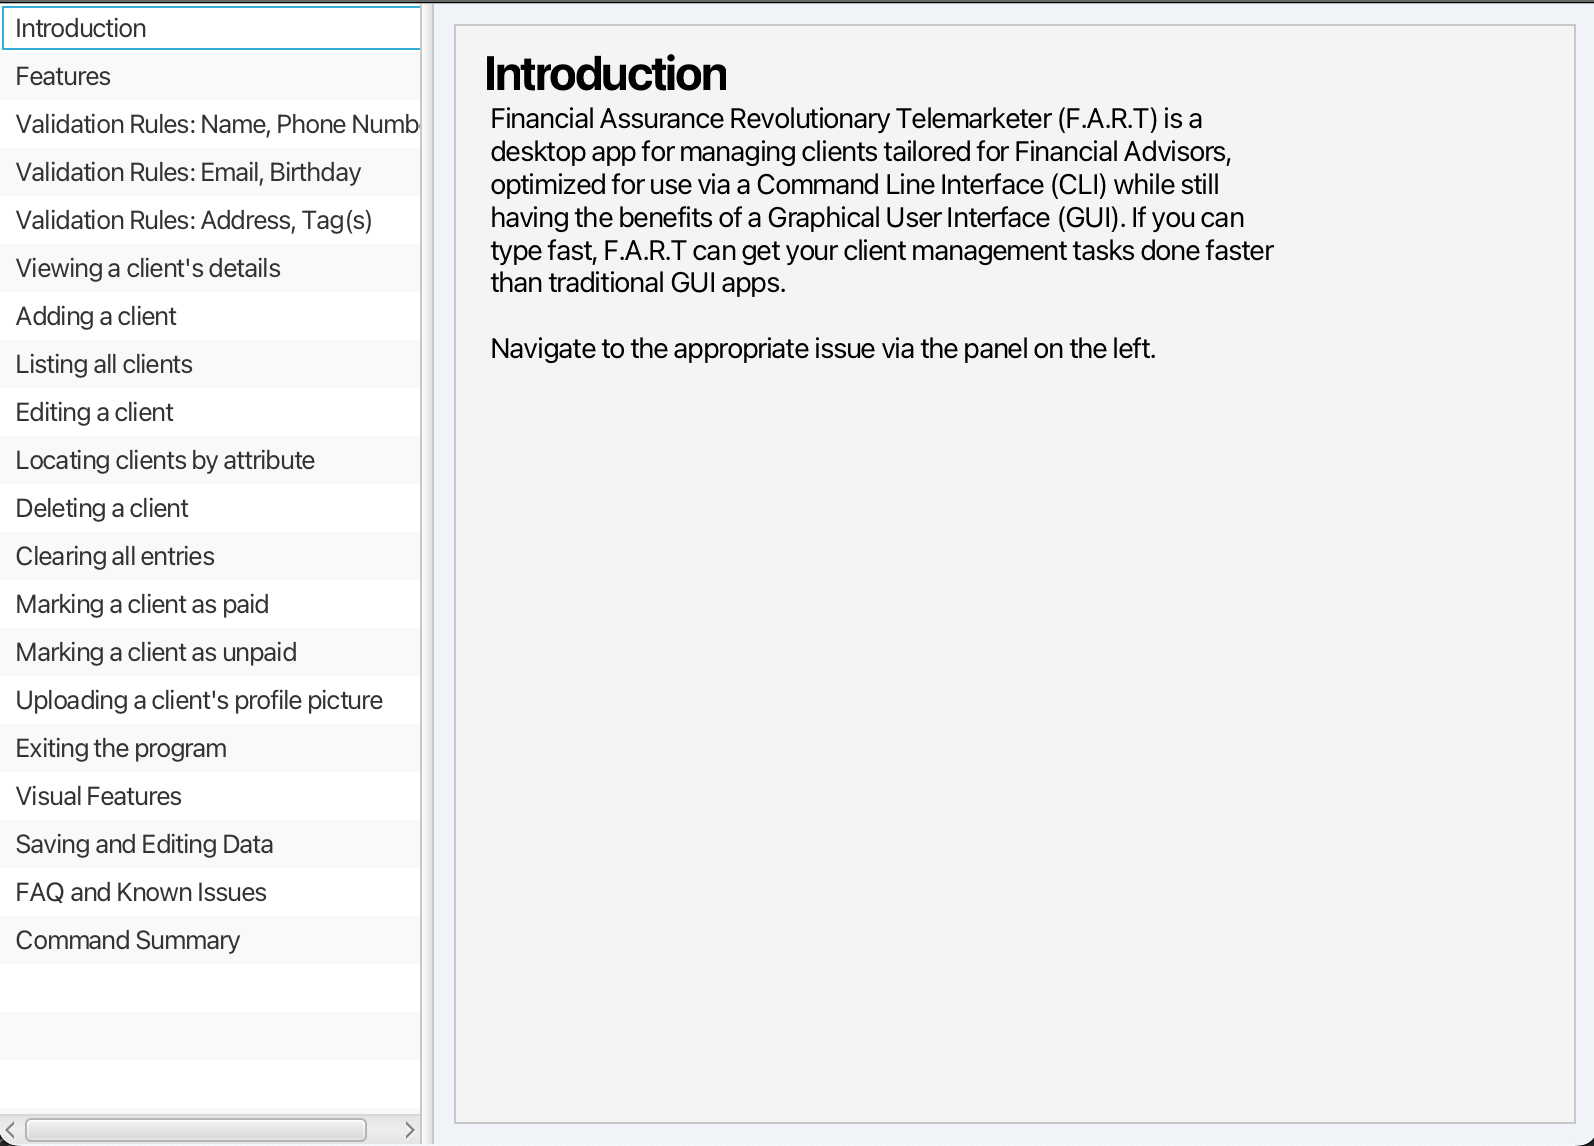 Introduction
Features
Validation Rules: Name, Phone Numb
Validation Rules: Email, Birthday
Validation Rules: Address, Tag(s)
Viewing a client's details
Adding a client
Listing all clients
Editing a client
Locating clients by attribute
Deleting a client
Clearing all entries
Marking a client as paid
Marking a client as unpaid
Uploading a client's profile picture
Exiting the program
Visual Features
Saving and Editing Data
FAQ and Known Issues
Command Summary
Introduction
Financial Assurance Revolutionary Telemarketer (F.A.R.T) is a
desktop app for managing clients tailored for Financial Advisors,
optimized for use via a Command Line Interface (CLI) while still
having the benefits of a Graphical User Interface (GUI). If you can
type fast, F.A.R.T can get your client management tasks done faster
than traditional GUI apps.
Navigate to the appropriate issue via the panel on the left.